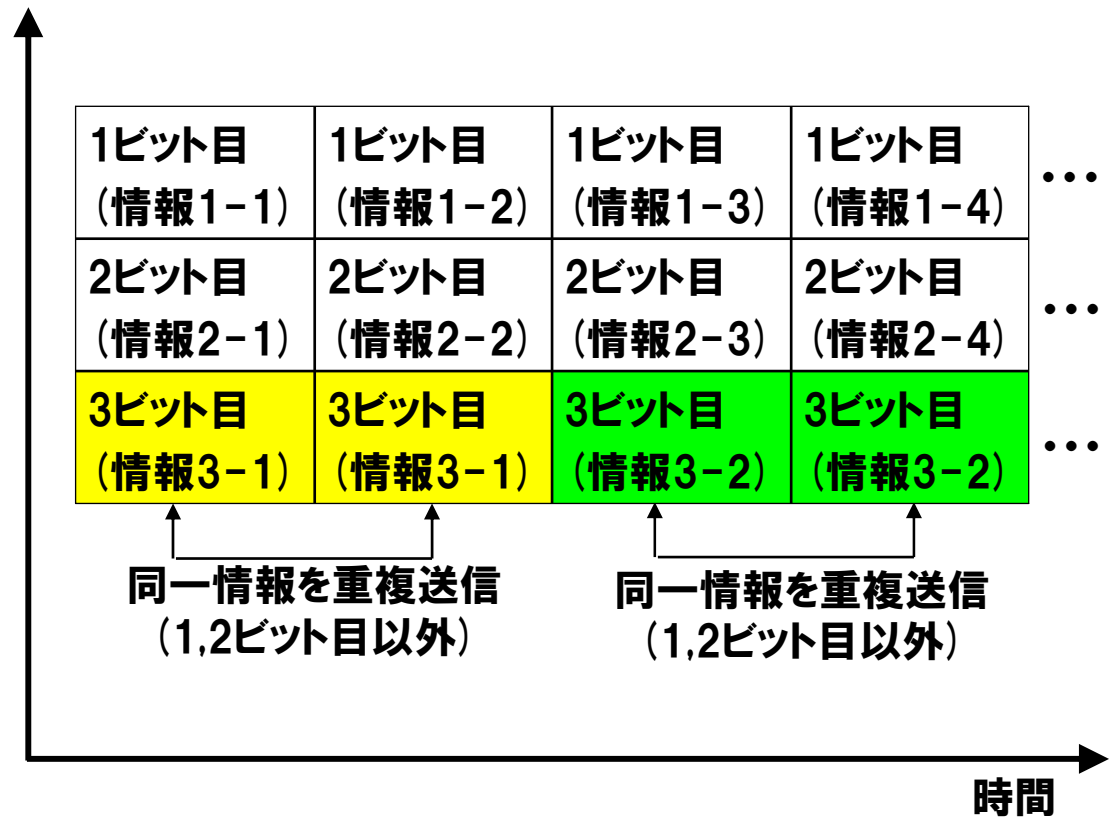 1ビット目 1ビット目 1ビット目 1ビット目
(情報1-1) (情報1-2) (情報1-3) (情報1-4) …
2ビット目 2ビット目 2ビット目 2ビット目
(情報2-1) (情報2-2) (情報2-3) (情報2-4) …
3ビット目 3ビット目 3ビット目 3ビット目
(情報3-1) (情報3-1) (情報3-2) (情報3-2) …
同一情報を重複送信 同一情報を重複送信
(1,2ビット目以外) (1,2ビット目以外)
時間